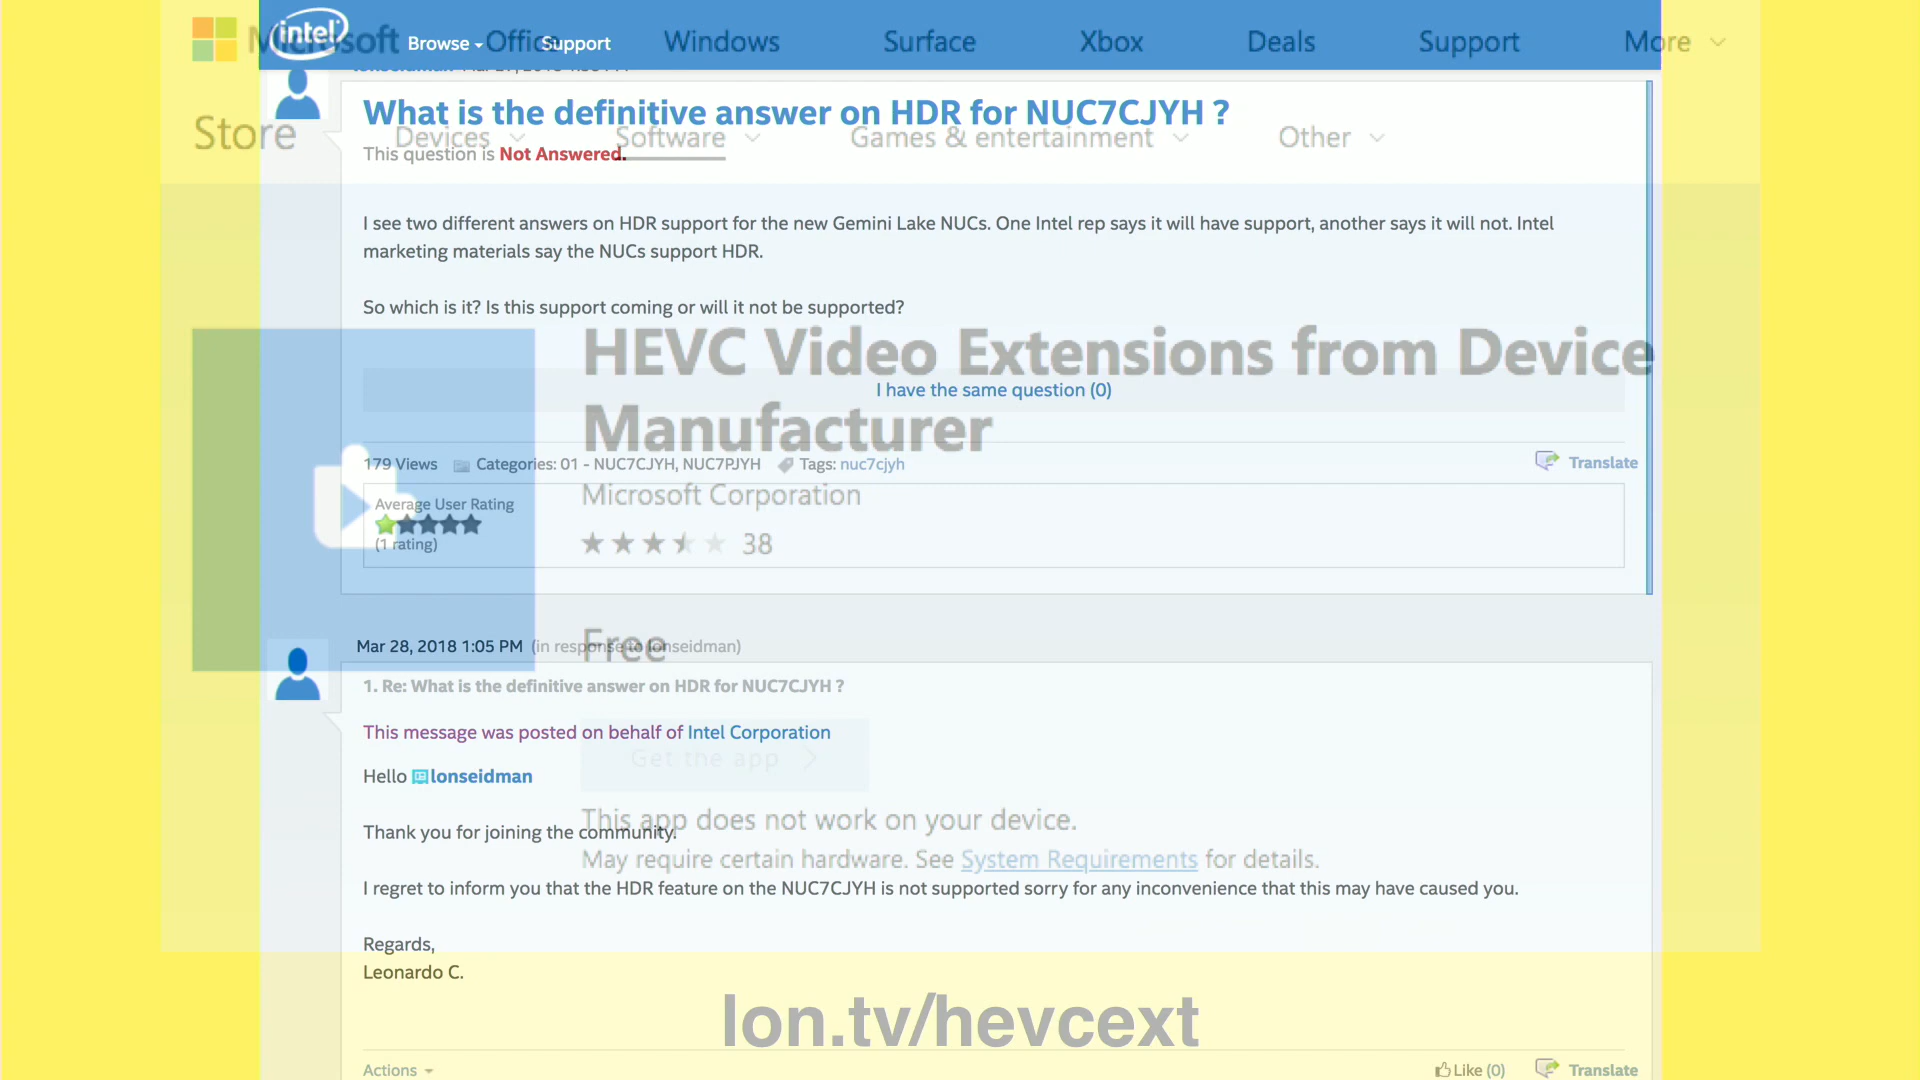 Microsoft
Office
Windows
Surface
Xbox
Deals
Support
More
intel
Browse
Support
What is the definitive answer on HDR for NUC7CJYH ?
Store
Devices
Software
Games & entertainment
Other
This question is Not Answered.
I see two different answers on HDR support for the new Gemini Lake NUCs. One Intel rep says it will have support, another says it will not. Intel
marketing materials say the NUCs support HDR.
So which is it? Is this support coming or will it not be supported?
HEVC Video Extensions from Device
Manufacturer
I have the same question (0)
179 Views
Categories: 01 - NUC7CJYH, NUC7PJYH
Tags: nuc7cjyh
Translate
Microsoft Corporation
Average User Rating
(1 rating)
38
Free
Mar 28, 2018 1:05 PM (in response to lonseidman)
1. Re: What is the definitive answer on HDR for NUC7CJYH ?
This message was posted on behalf of Intel Corporation
Get the app
Hello lonseidman
This app does not work on your device.
Thank you for joining the community.
May require certain hardware. See System Requirements for details.
I regret to inform you that the HDR feature on the NUC7CJYH is not supported sorry for any inconvenience that this may have caused you.
Regards,
Leonardo C.
lon.tv/hevcext
Actions
Like (0)
Translate